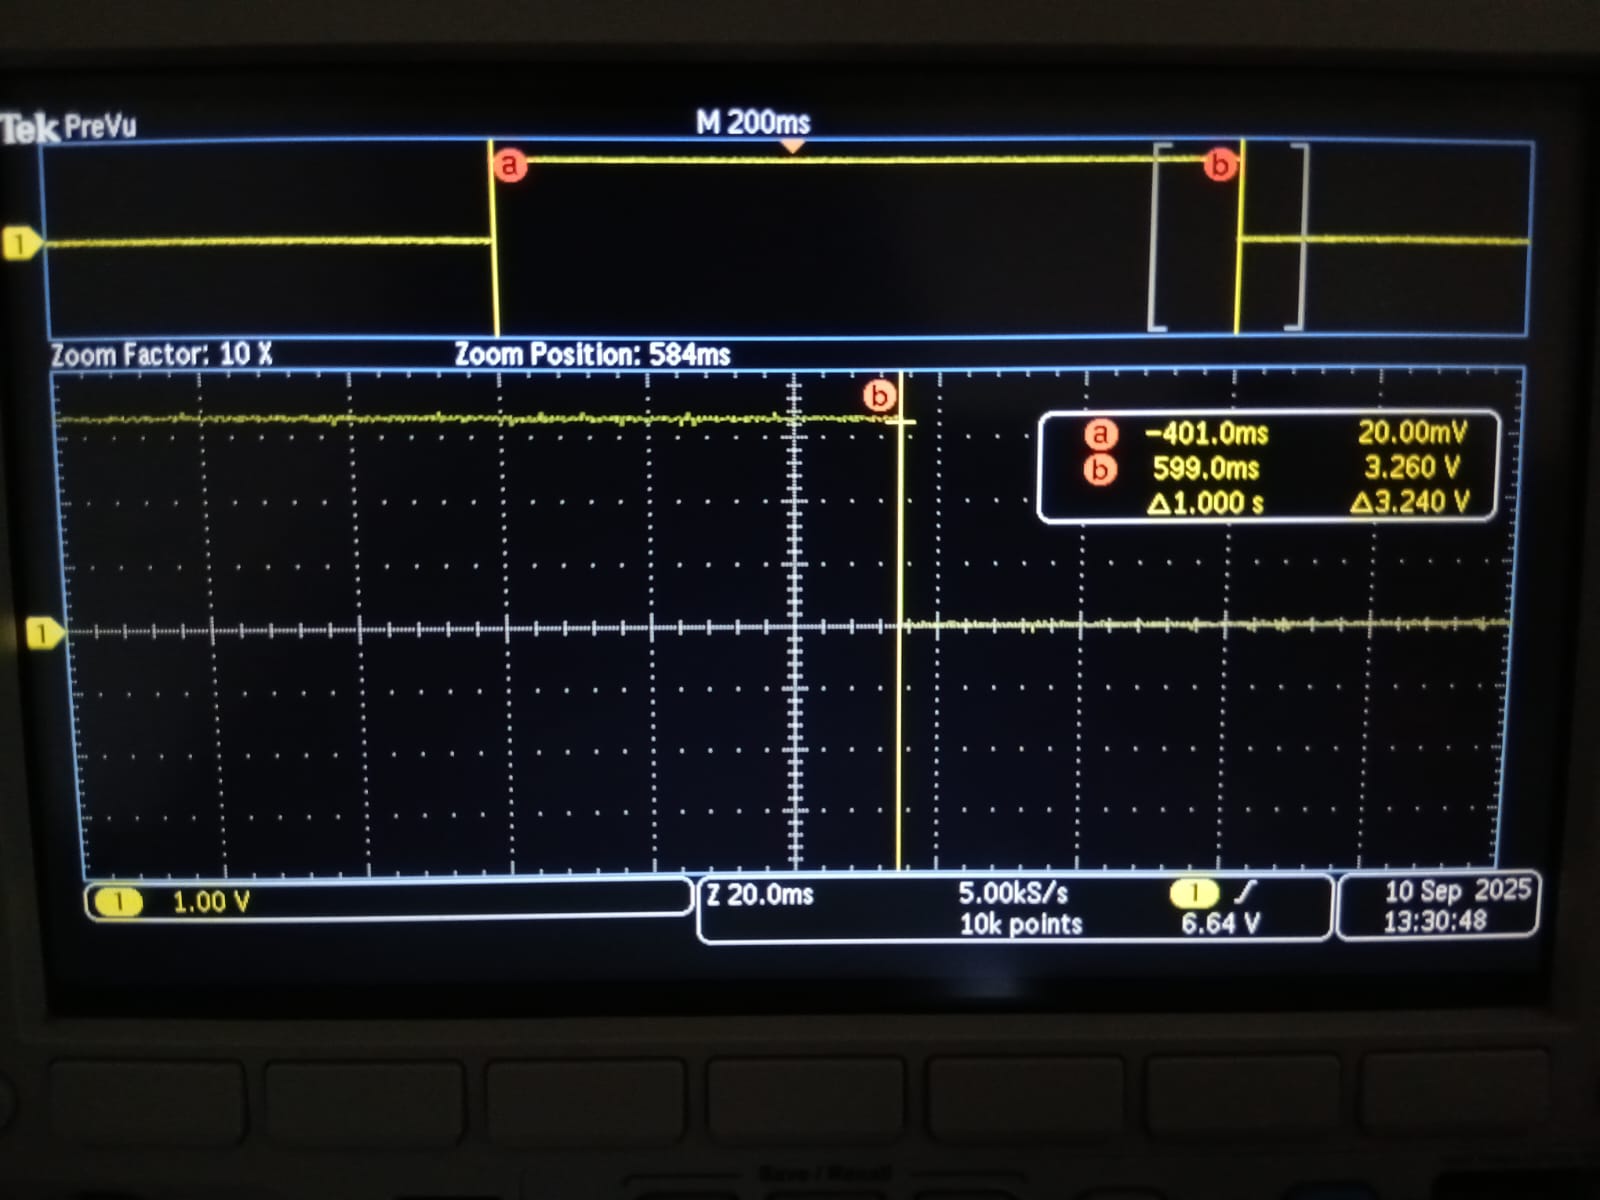 Tek PreVu
M 200ms
a
b
1
Zoom Factor: 10 X
Zoom Position: 584ms
b
a -401.0ms 20.00mV
b 599.0ms 3.260 V
Δ1.000 s Δ3.240 V
1
1 1.00 V
Z 20.0ms 5.00kS/s 1
10k points 6.64 V
10 Sep 2025
13:30:48
Save / Recall